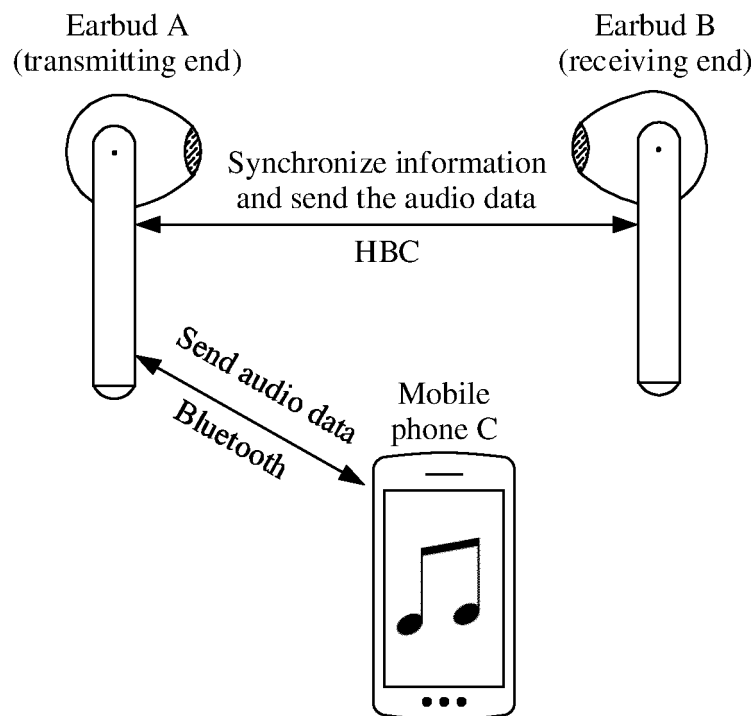 Earbud A
(transmitting end)
Earbud B
(receiving end)
Synchronize information
and send the audio data
HBC
Send audio data
Bluetooth
Mobile
phone C